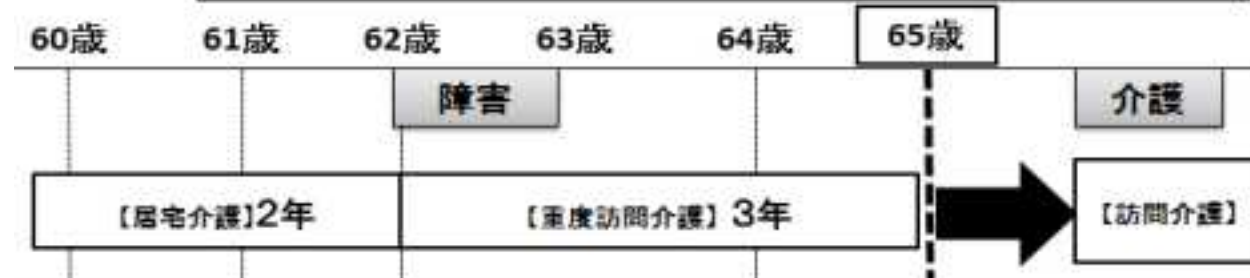 60歳 61歳 62歳 63歳 64歳 65歳
障害 介護
【居宅介護】2年 【重度訪問介護】3年 【訪問介護】